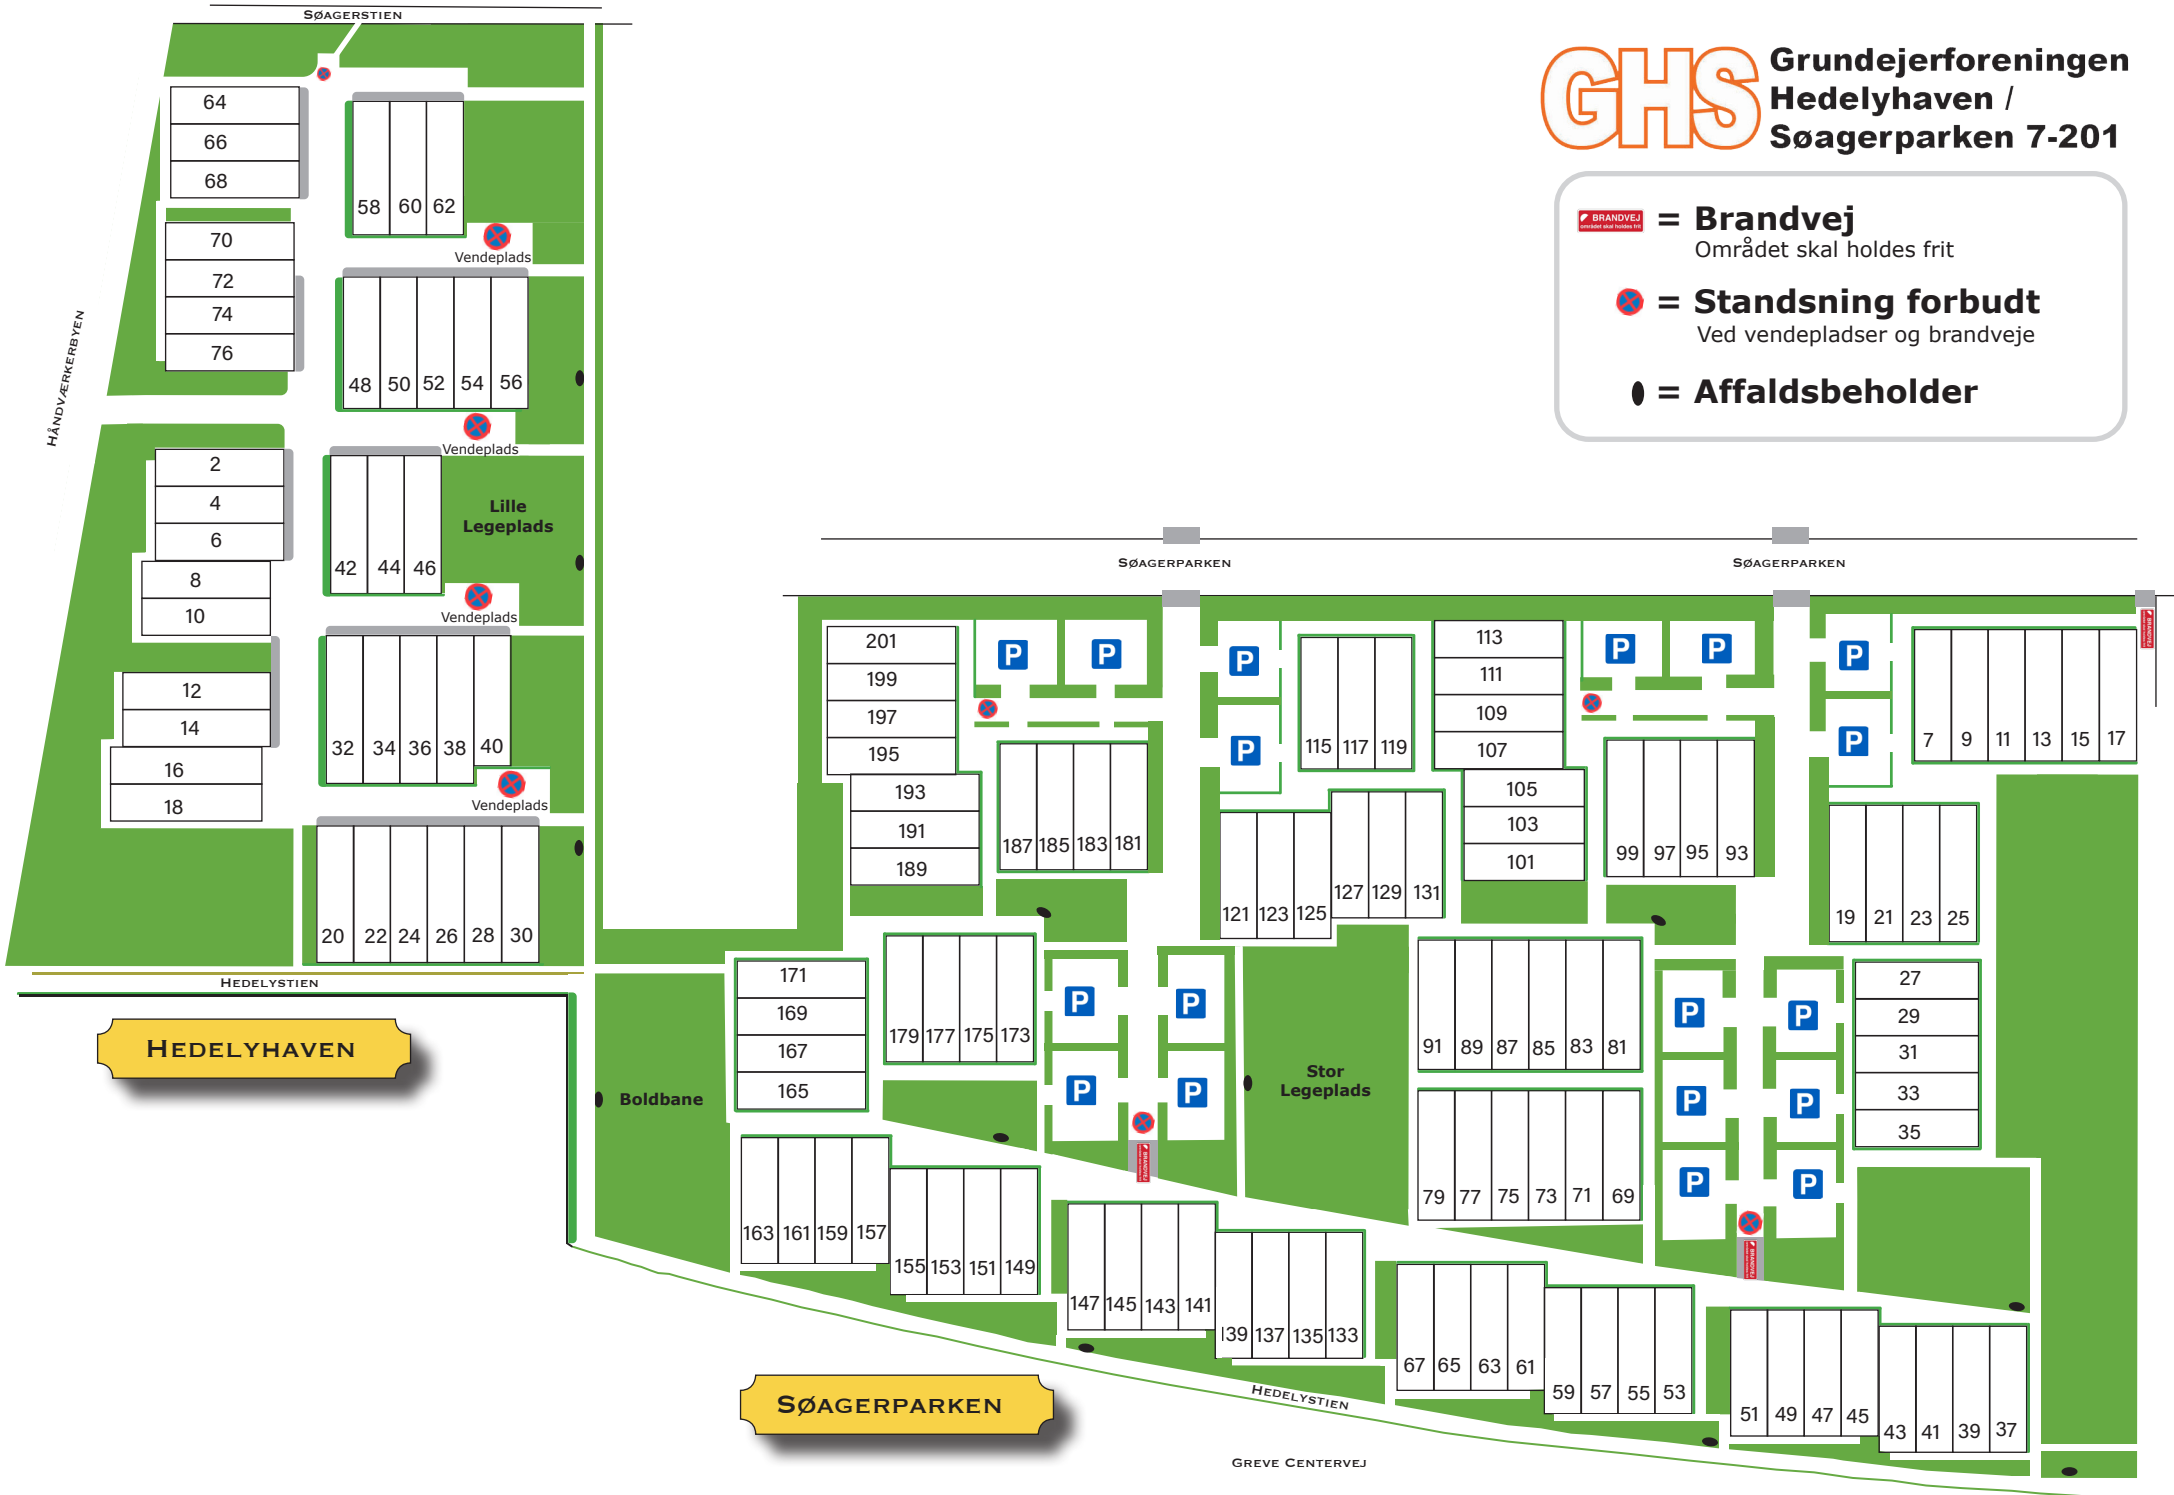 SØAGERSTIEN
GHS
Grundejerforeningen
Hedelyhaven /
Søagerparken 7-201
BRANDVEJ
området skal holdes frit
= Brandvej
Området skal holdes frit
= Standsning forbudt
Ved vendepladser og brandveje
= Affaldsbeholder
HÅNDVÆRKERBYEN
64
66
68
58 60 62
Vendeplads
70
72
74
76
48 50 52 54 56
Vendeplads
2
4
6
8
10
42 44 46
Lille
Legeplads
Vendeplads
12
14
16
18
32 34 36 38 40
Vendeplads
20 22 24 26 28 30
HEDELYSTIEN
HEDELYHAVEN
SØAGERPARKEN
SØAGERPARKEN
BRANDVEJ
201
199
197
195
193
191
189
P P
187 185 183 181
P
P
115 117 119
121 123 125
127 129 131
113
111
109
107
105
103
101
P P
99 97 95 93
P
P
7 9 11 13 15 17
19 21 23 25
171
169
167
165
179 177 175 173
P P
P P
BRANDVEJ
Boldbane
Stor
Legeplads
91 89 87 85 83 81
79 77 75 73 71 69
P P
P P
P P
BRANDVEJ
27
29
31
33
35
163 161 159 157
155 153 151 149
147 145 143 141
139 137 135 133
67 65 63 61
59 57 55 53
51 49 47 45
43 41 39 37
HEDELYSTIEN
SØAGERPARKEN
GREVE CENTERVEJ